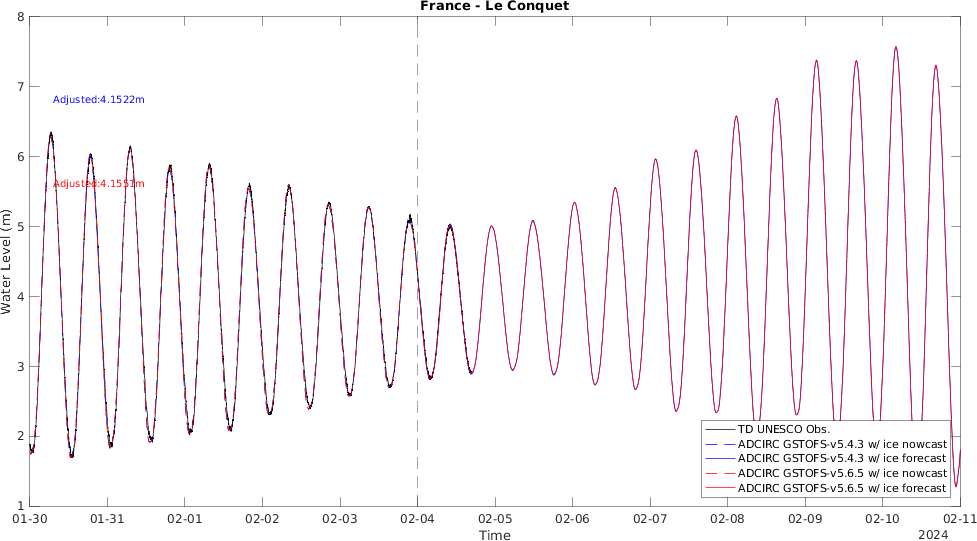 France - Le Conquet
8
7
6
5
4
3
2
1
Water Level (m)
Adjusted:4.1522m
Adjusted:4.1551m
TD UNESCO Obs.
ADCIRC GSTOFS-v5.4.3 w/ ice nowcast
ADCIRC GSTOFS-v5.4.3 w/ ice forecast
ADCIRC GSTOFS-v5.6.5 w/ ice nowcast
ADCIRC GSTOFS-v5.6.5 w/ ice forecast
01-30 01-31 02-01 02-02 02-03 02-04 02-05 02-06 02-07 02-08 02-09 02-10 02-11
Time
2024